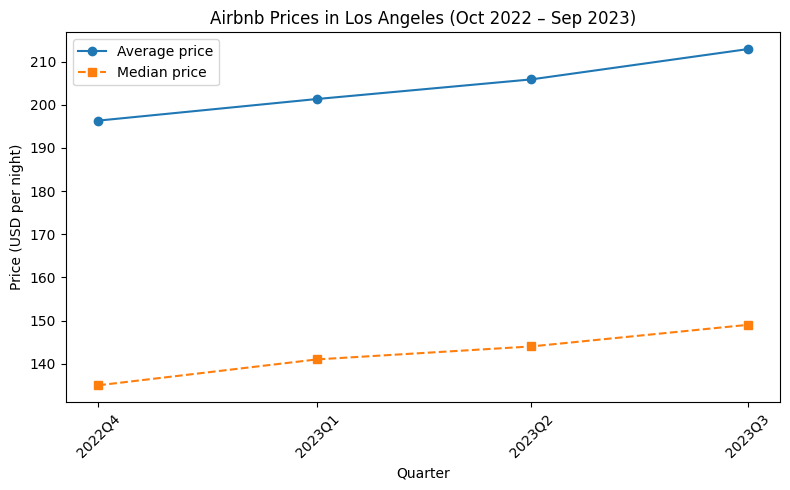 Airbnb Prices in Los Angeles (Oct 2022 – Sep 2023)
Average price
Median price
Price (USD per night)
210
200
190
180
170
160
150
140
2022Q4
2023Q1
2023Q2
2023Q3
Quarter